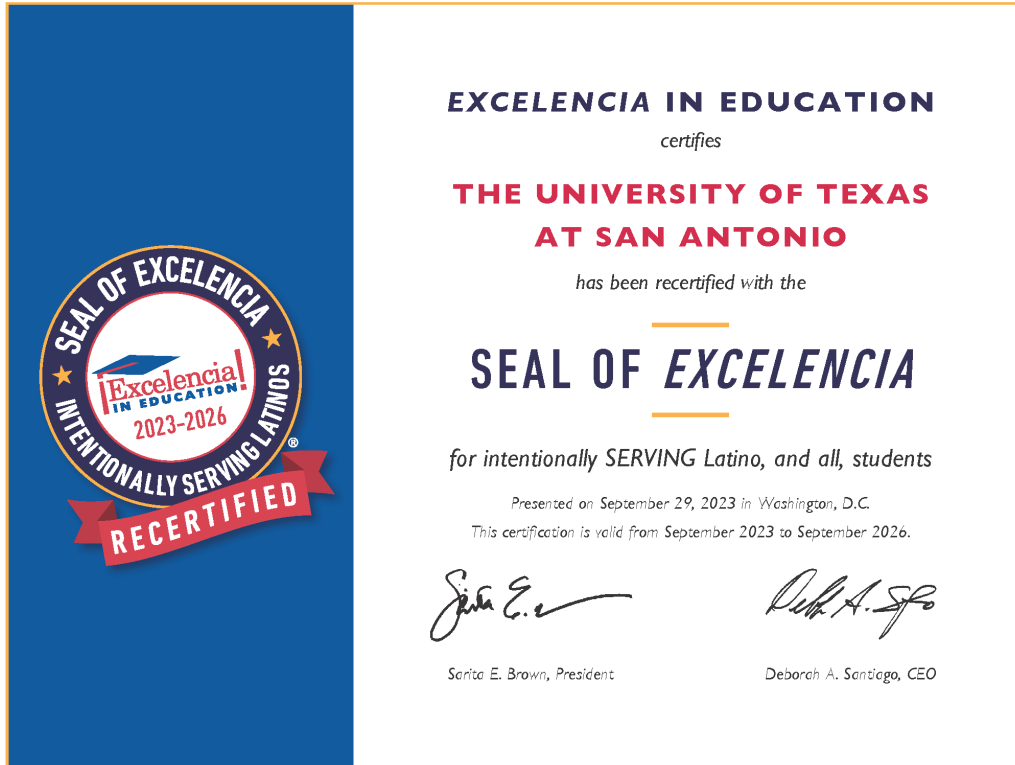 EXCELENCIA IN EDUCATION
certifies
THE UNIVERSITY OF TEXAS
AT SAN ANTONIO
has been recertified with the
SEAL OF EXCELENCIA
for intentionally SERVING Latino, and all, students
Presented on September 29, 2023 in Washington, D.C.
This certification is valid from September 2023 to September 2026.
Sarita E. Brown, President
Deborah A. Santiago, CEO
SEAL OF EXCELENCIA
¡Excelencia!
IN EDUCATION
2023-2026
INTENTIONALLY SERVING LATINOS
®
RECERTIFIED